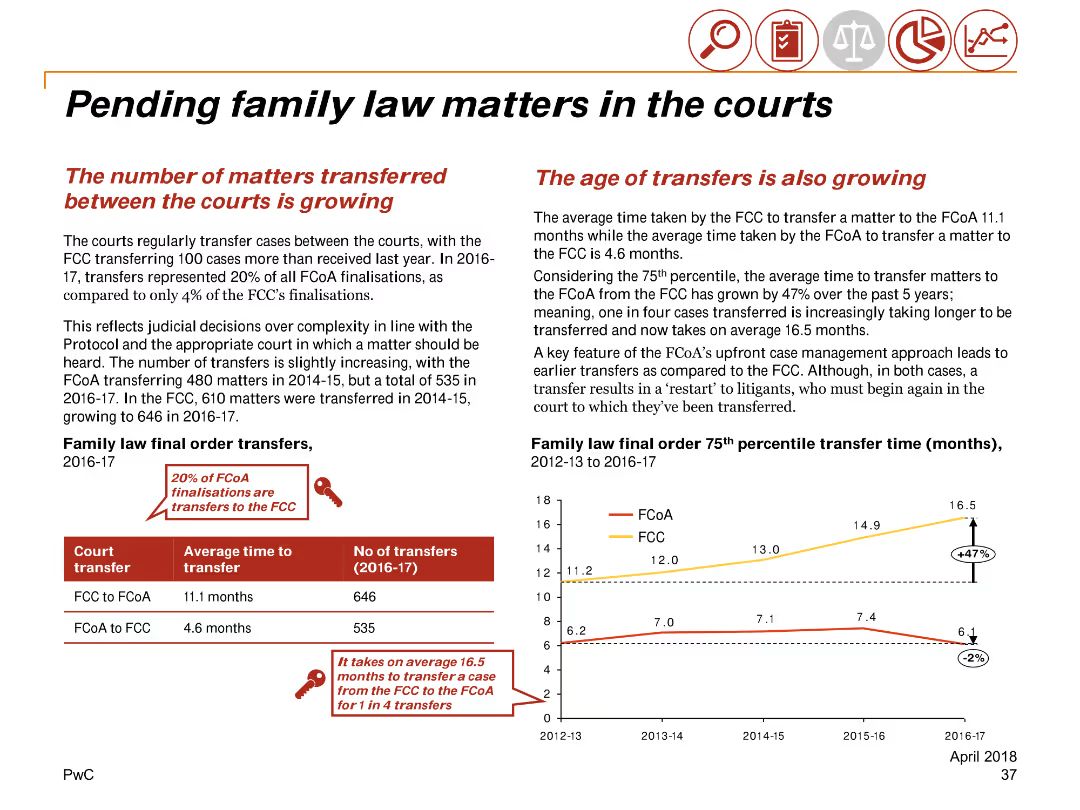 Pending family law matters in the courts
The number of matters transferred
between the courts is growing
The courts regularly transfer cases between the courts, with the
FCC transferring 100 cases more than received last year. In 2016-
17, transfers represented 20% of all FCoA finalisations, as
compared to only 4% of the FCC's finalisations.
This reflects judicial decisions over complexity in line with the
Protocol and the appropriate court in which a matter should be
heard. The number of transfers is slightly increasing, with the
FCoA transferring 480 matters in 2014-15, but a total of 535 in
2016-17. In the FCC, 610 matters were transferred in 2014-15,
growing to 646 in 2016-17.
Family law final order transfers,
2016-17
20% of FCoA
finalisations are
transfers to the FCC
Court
transfer
Average time to
transfer
No of transfers
(2016-17)
FCC to FCoA 11.1 months 646
FCoA to FCC 4.6 months 535
It takes on average 16.5
months to transfer a case
from the FCC to the FCoA
for 1 in 4 transfers
The age of transfers is also growing
The average time taken by the FCC to transfer a matter to the FCoA 11.1
months while the average time taken by the FCoA to transfer a matter to
the FCC is 4.6 months.
Considering the 75th percentile, the average time to transfer matters to
the FCoA from the FCC has grown by 47% over the past 5 years;
meaning, one in four cases transferred is increasingly taking longer to be
transferred and now takes on average 16.5 months.
A key feature of the FCoA's upfront case management approach leads to
earlier transfers as compared to the FCC. Although, in both cases, a
transfer results in a 'restart' to litigants, who must begin again in the
court to which they've been transferred.
Family law final order 75th percentile transfer time (months),
2012-13 to 2016-17
18
16
14
12
10
8
6
4
2
0
FCoA
FCC
11.2
12.0
13.0
14.9
16.5
+47%
6.2
7.0
7.1
7.4
6.1
-2%
2012-13 2013-14 2014-15 2015-16 2016-17
April 2018
PwC
37